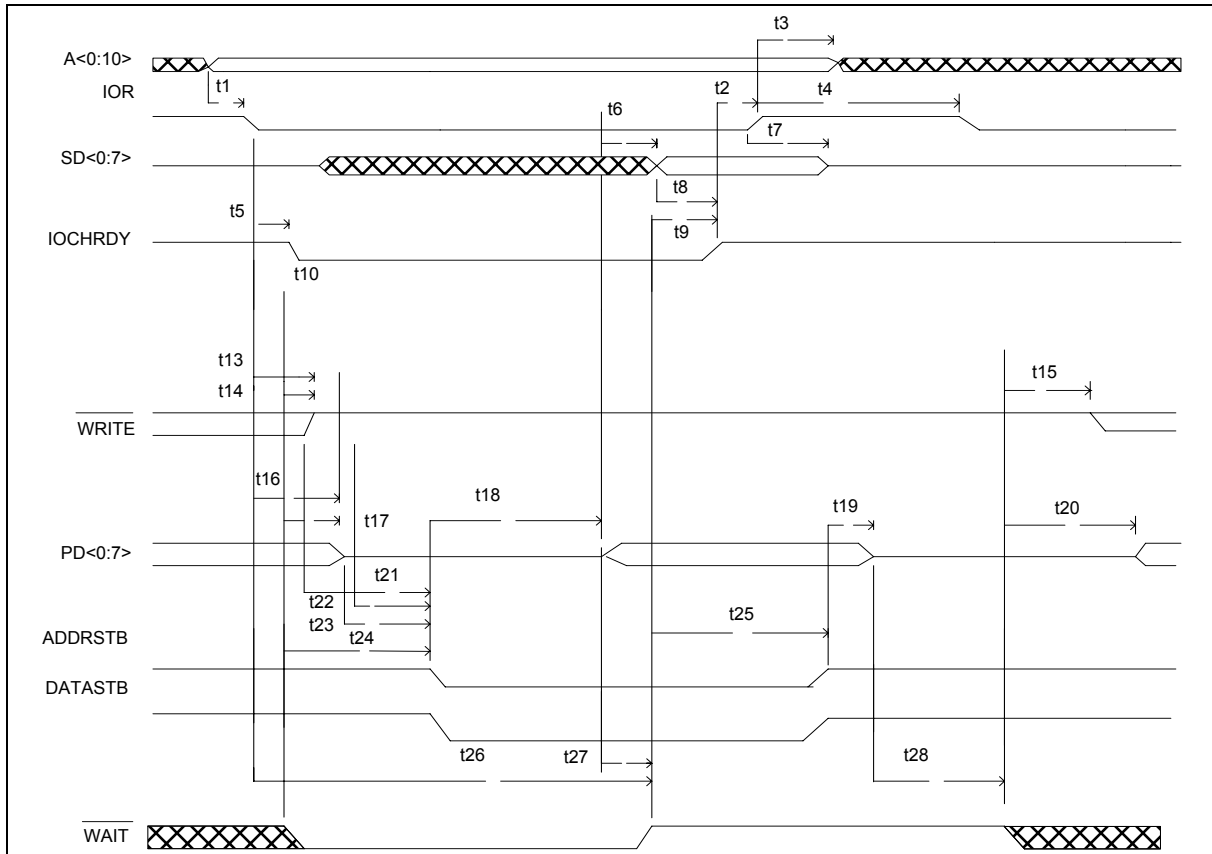 t3
A<0:10>
t1
t2
t4
IOR
t6
t7
SD<0:7>
t8
t5
t9
IOCHRDY
t10
t13
t15
t14
WRITE
t16
t18
t19
t20
t17
PD<0:7>
t21
t22
t23
t25
ADDRSTB
t24
DATASTB
t26
t27
t28
WAIT